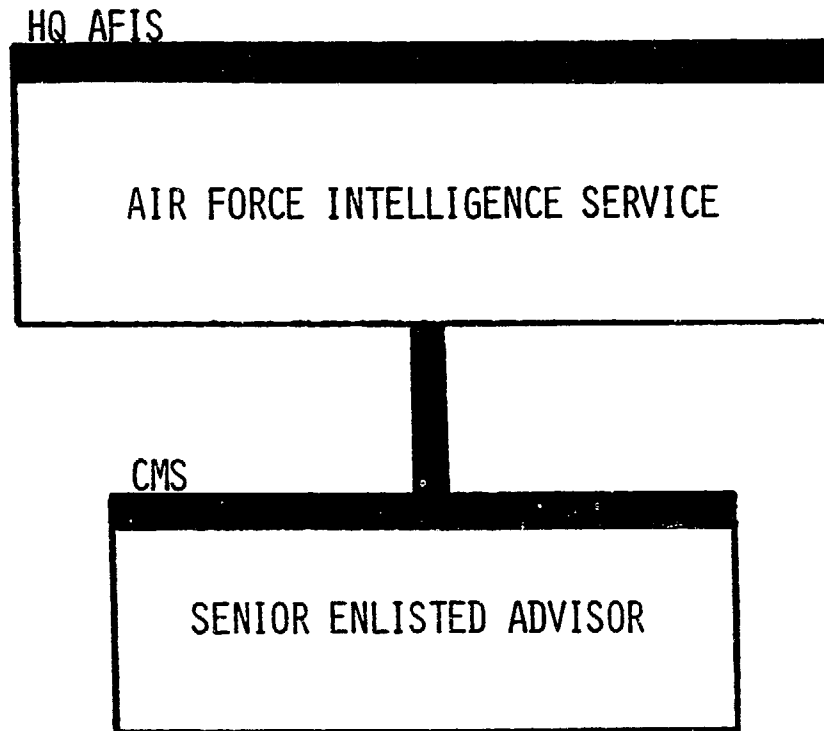 HQ AFIS
AIR FORCE INTELLIGENCE SERVICE
CMS
SENIOR ENLISTED ADVISOR